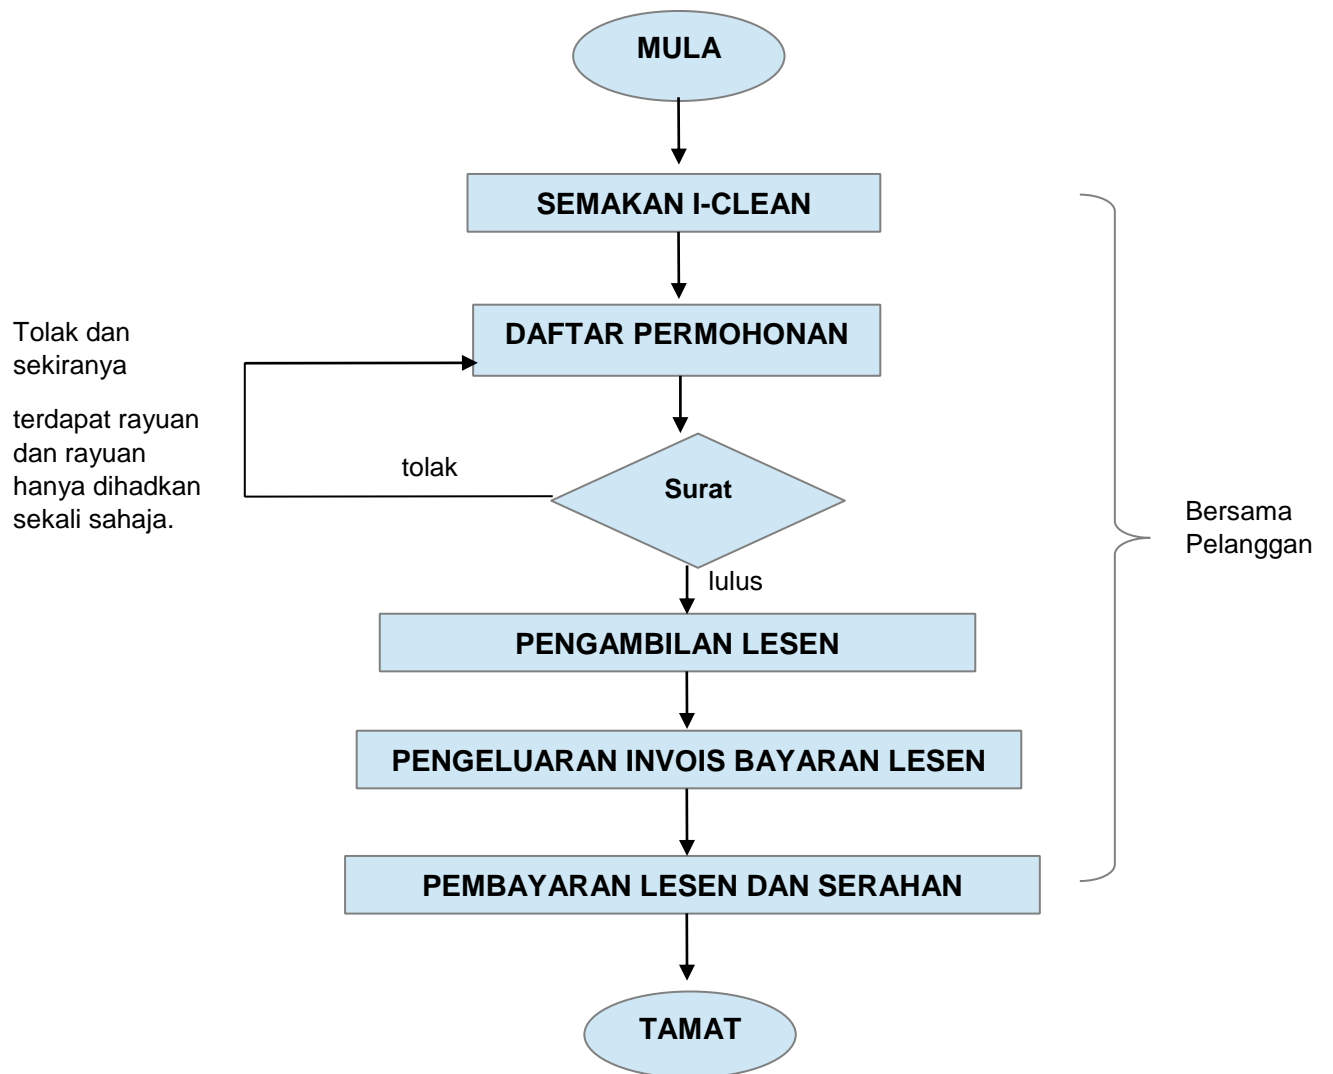 MULA
SEMAKAN I-CLEAN
DAFTAR PERMOHONAN
Tolak dan
sekiranya
terdapat rayuan
dan rayuan
hanya dihadkan
sekali sahaja.
tolak
Surat
lulus
Bersama
Pelanggan
PENGAMBILAN LESEN
PENGELUARAN INVOIS BAYARAN LESEN
PEMBAYARAN LESEN DAN SERAHAN
TAMAT